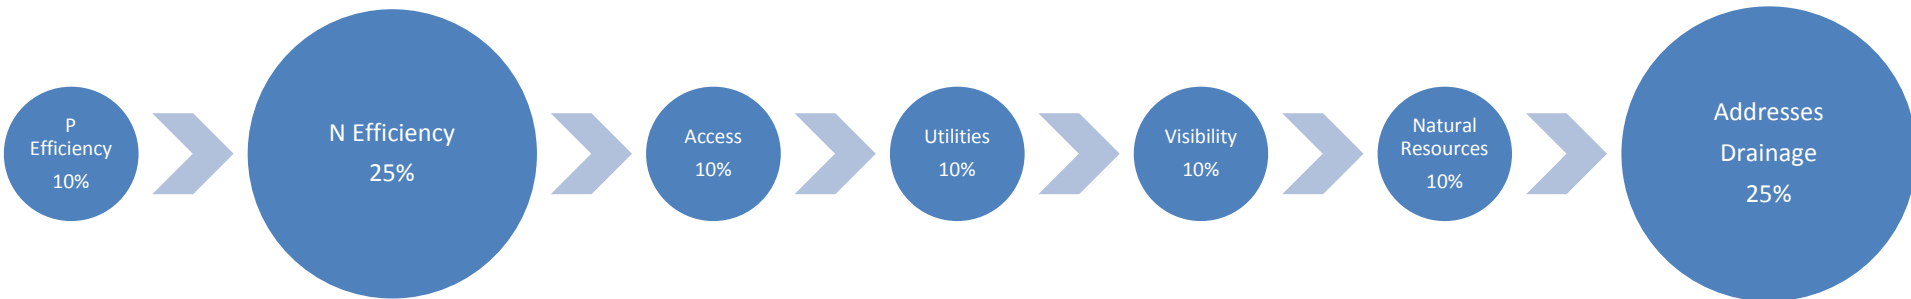 P
Efficiency
10%
N Efficiency
25%
Access
10%
Utilities
10%
Visibility
10%
Natural
Resources
10%
Addresses
Drainage
25%